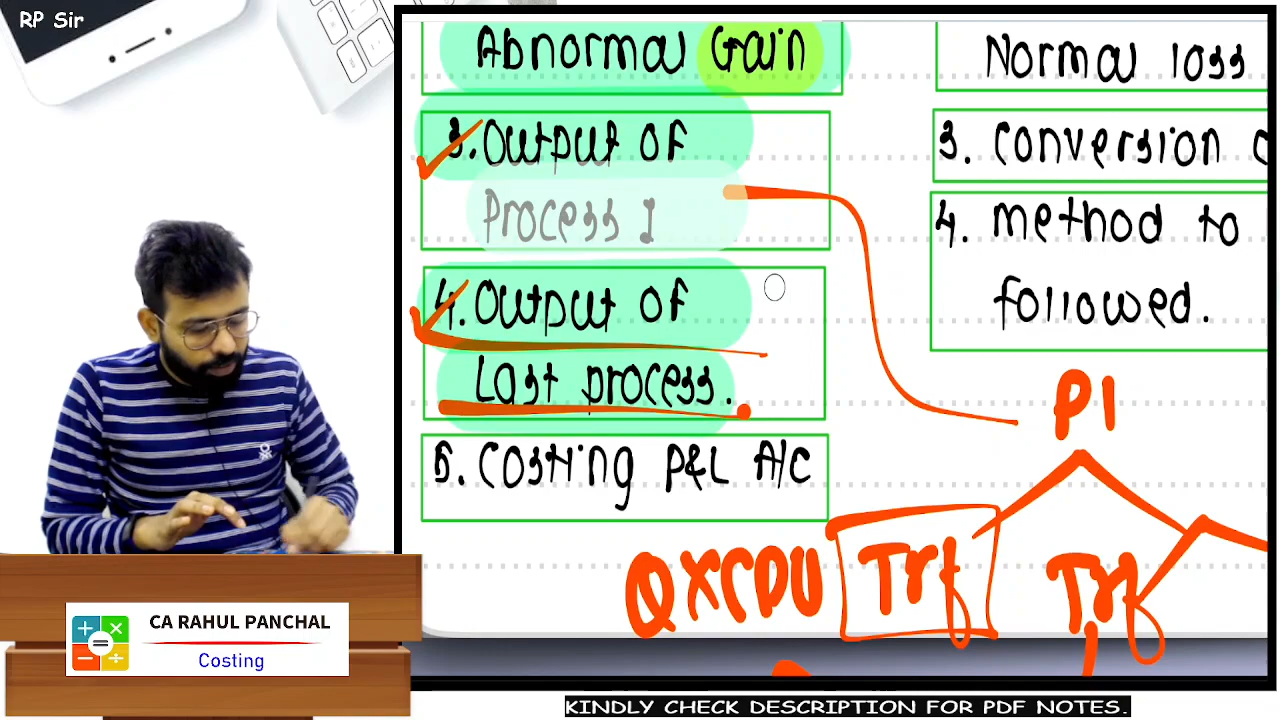 RP Sir
Abnormal Gain
3. Output of
Process I
4. Output of
Last process.
5. Costing P&L A/c
Normal loss
3. Conversion c
4. method to
followed.
P1
QXCPU Trf
Trf
CA RAHUL PANCHAL
Costing
KINDLY CHECK DESCRIPTION FOR PDF NOTES.